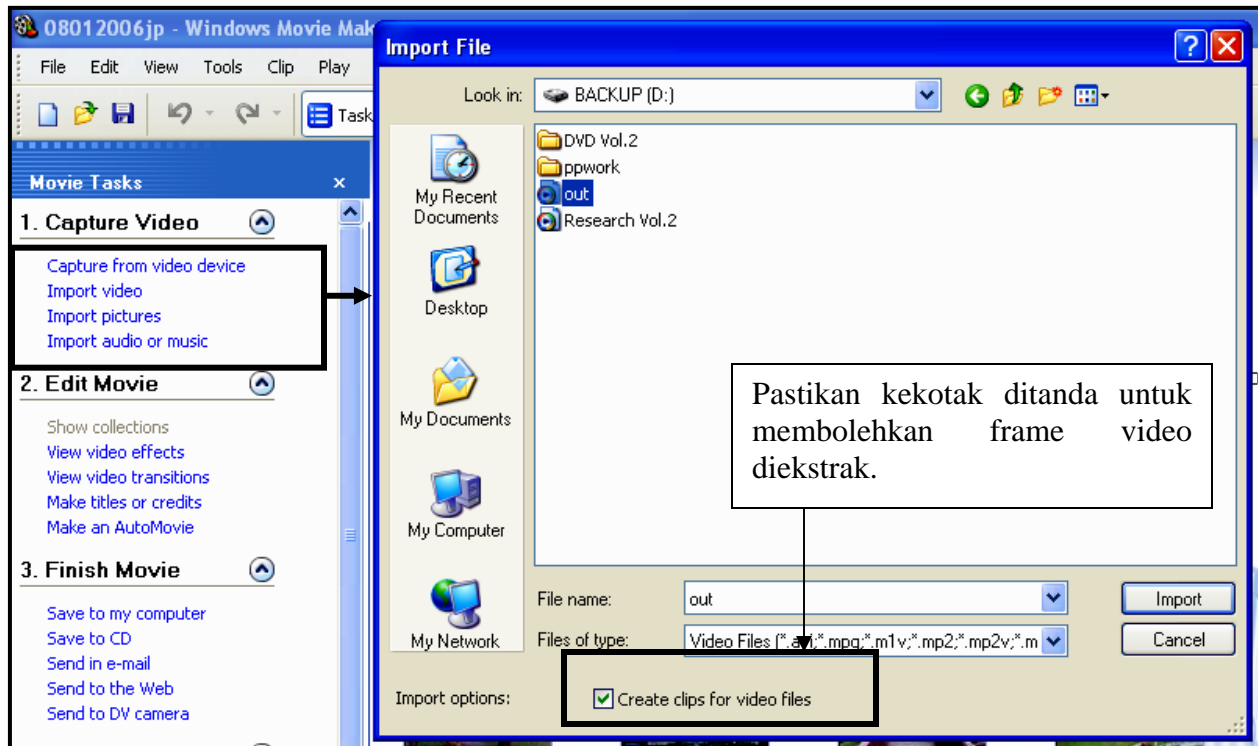 08012006jp - Windows Movie Mak
File Edit View Tools Clip Play
Task
Movie Tasks
1. Capture Video
Capture from video device
Import video
Import pictures
Import audio or music
2. Edit Movie
Show collections
View video effects
View video transitions
Make titles or credits
Make an AutoMovie
3. Finish Movie
Save to my computer
Save to CD
Send in e-mail
Send to the Web
Send to DV camera
Import File
Look in: BACKUP (D:)
My Recent
Documents
Desktop
My Documents
My Computer
My Network
DVD Vol.2
ppwork
out
Research Vol.2
Pastikan kekotak ditanda untuk
membolehkan frame video
diekstrak.
File name: out Import
Files of type: Video Files (*.avi;*.mpg;*.m1v;*.mp2;*.mp2v;*.m Cancel
Import options: Create clips for video files